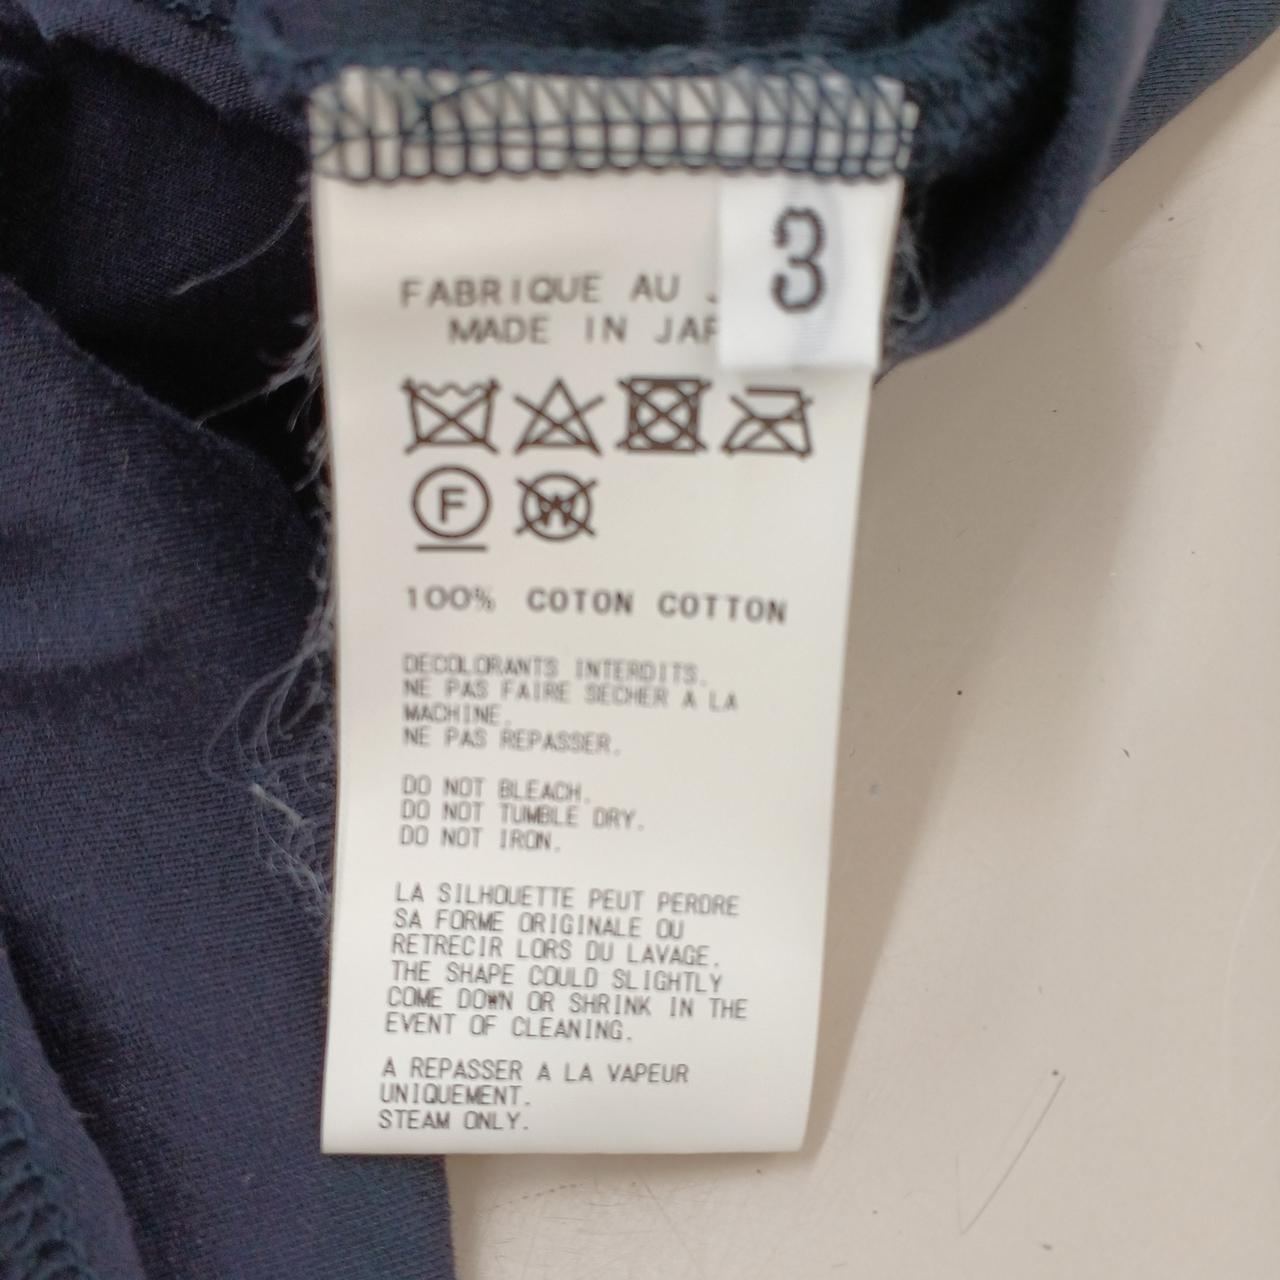 3
FABRIQUE AU
MADE IN JAP
F W
100% COTON COTTON
DECOLORANTS INTERDITS.
NE PAS FAIRE SECHER A LA
MACHINE.
NE PAS REPASSER.
DO NOT BLEACH.
DO NOT TUMBLE DRY.
DO NOT IRON.
LA SILHOUETTE PEUT PERDRE
SA FORME ORIGINALE OU
RETRECIR LORS DU LAVAGE.
THE SHAPE COULD SLIGHTLY
COME DOWN OR SHRINK IN THE
EVENT OF CLEANING.
A REPASSER A LA VAPEUR
UNIQUEMENT.
STEAM ONLY.